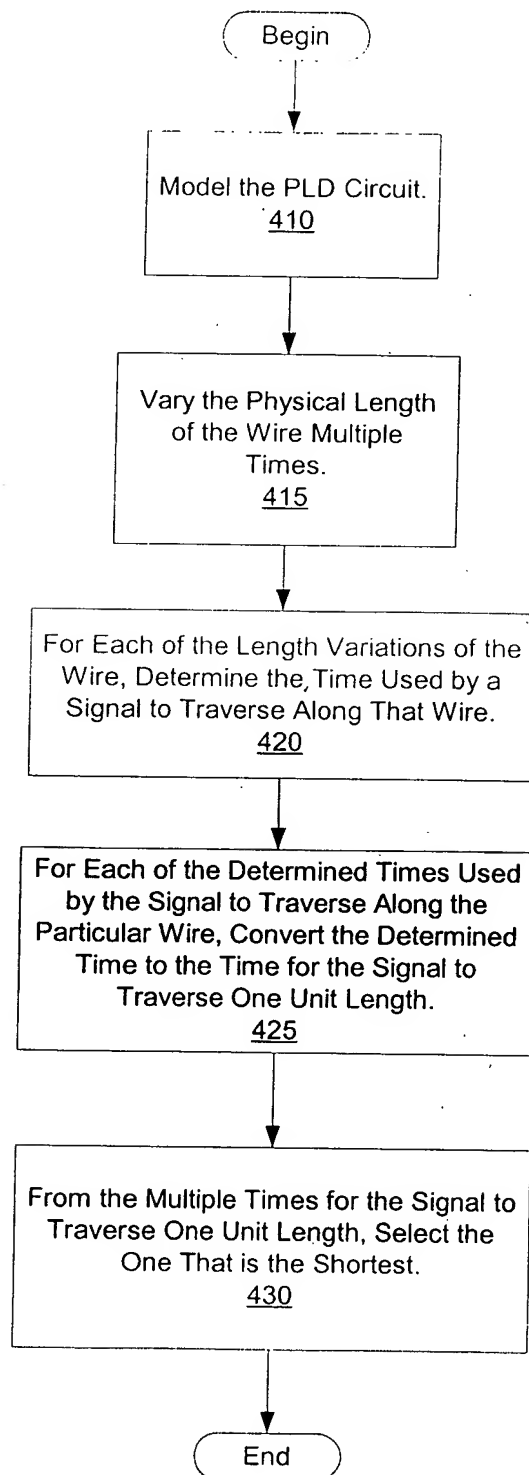 Begin
Model the PLD Circuit.
410
Vary the Physical Length
of the Wire Multiple
Times.
415
For Each of the Length Variations of the
Wire, Determine the Time Used by a
Signal to Traverse Along That Wire.
420
For Each of the Determined Times Used
by the Signal to Traverse Along the
Particular Wire, Convert the Determined
Time to the Time for the Signal to
Traverse One Unit Length.
425
From the Multiple Times for the Signal to
Traverse One Unit Length, Select the
One That is the Shortest.
430
End